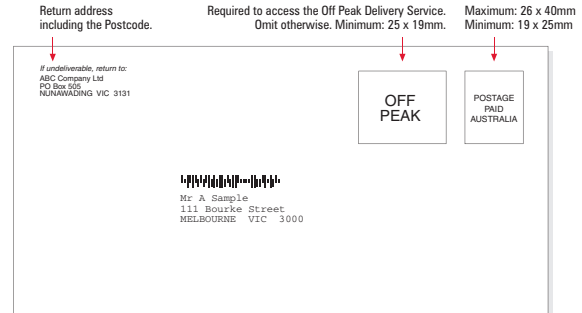 Return address
including the Postcode.
Required to access the Off Peak Delivery Service.
Omit otherwise. Minimum: 25 x 19mm.
Maximum: 26 x 40mm
Minimum: 19 x 25mm
If undeliverable, return to:
ABC Company Ltd
PO Box 505
NUNAWADING VIC 3131
OFF
PEAK
POSTAGE
PAID
AUSTRALIA
Mr A Sample
111 Bourke Street
MELBOURNE VIC 3000